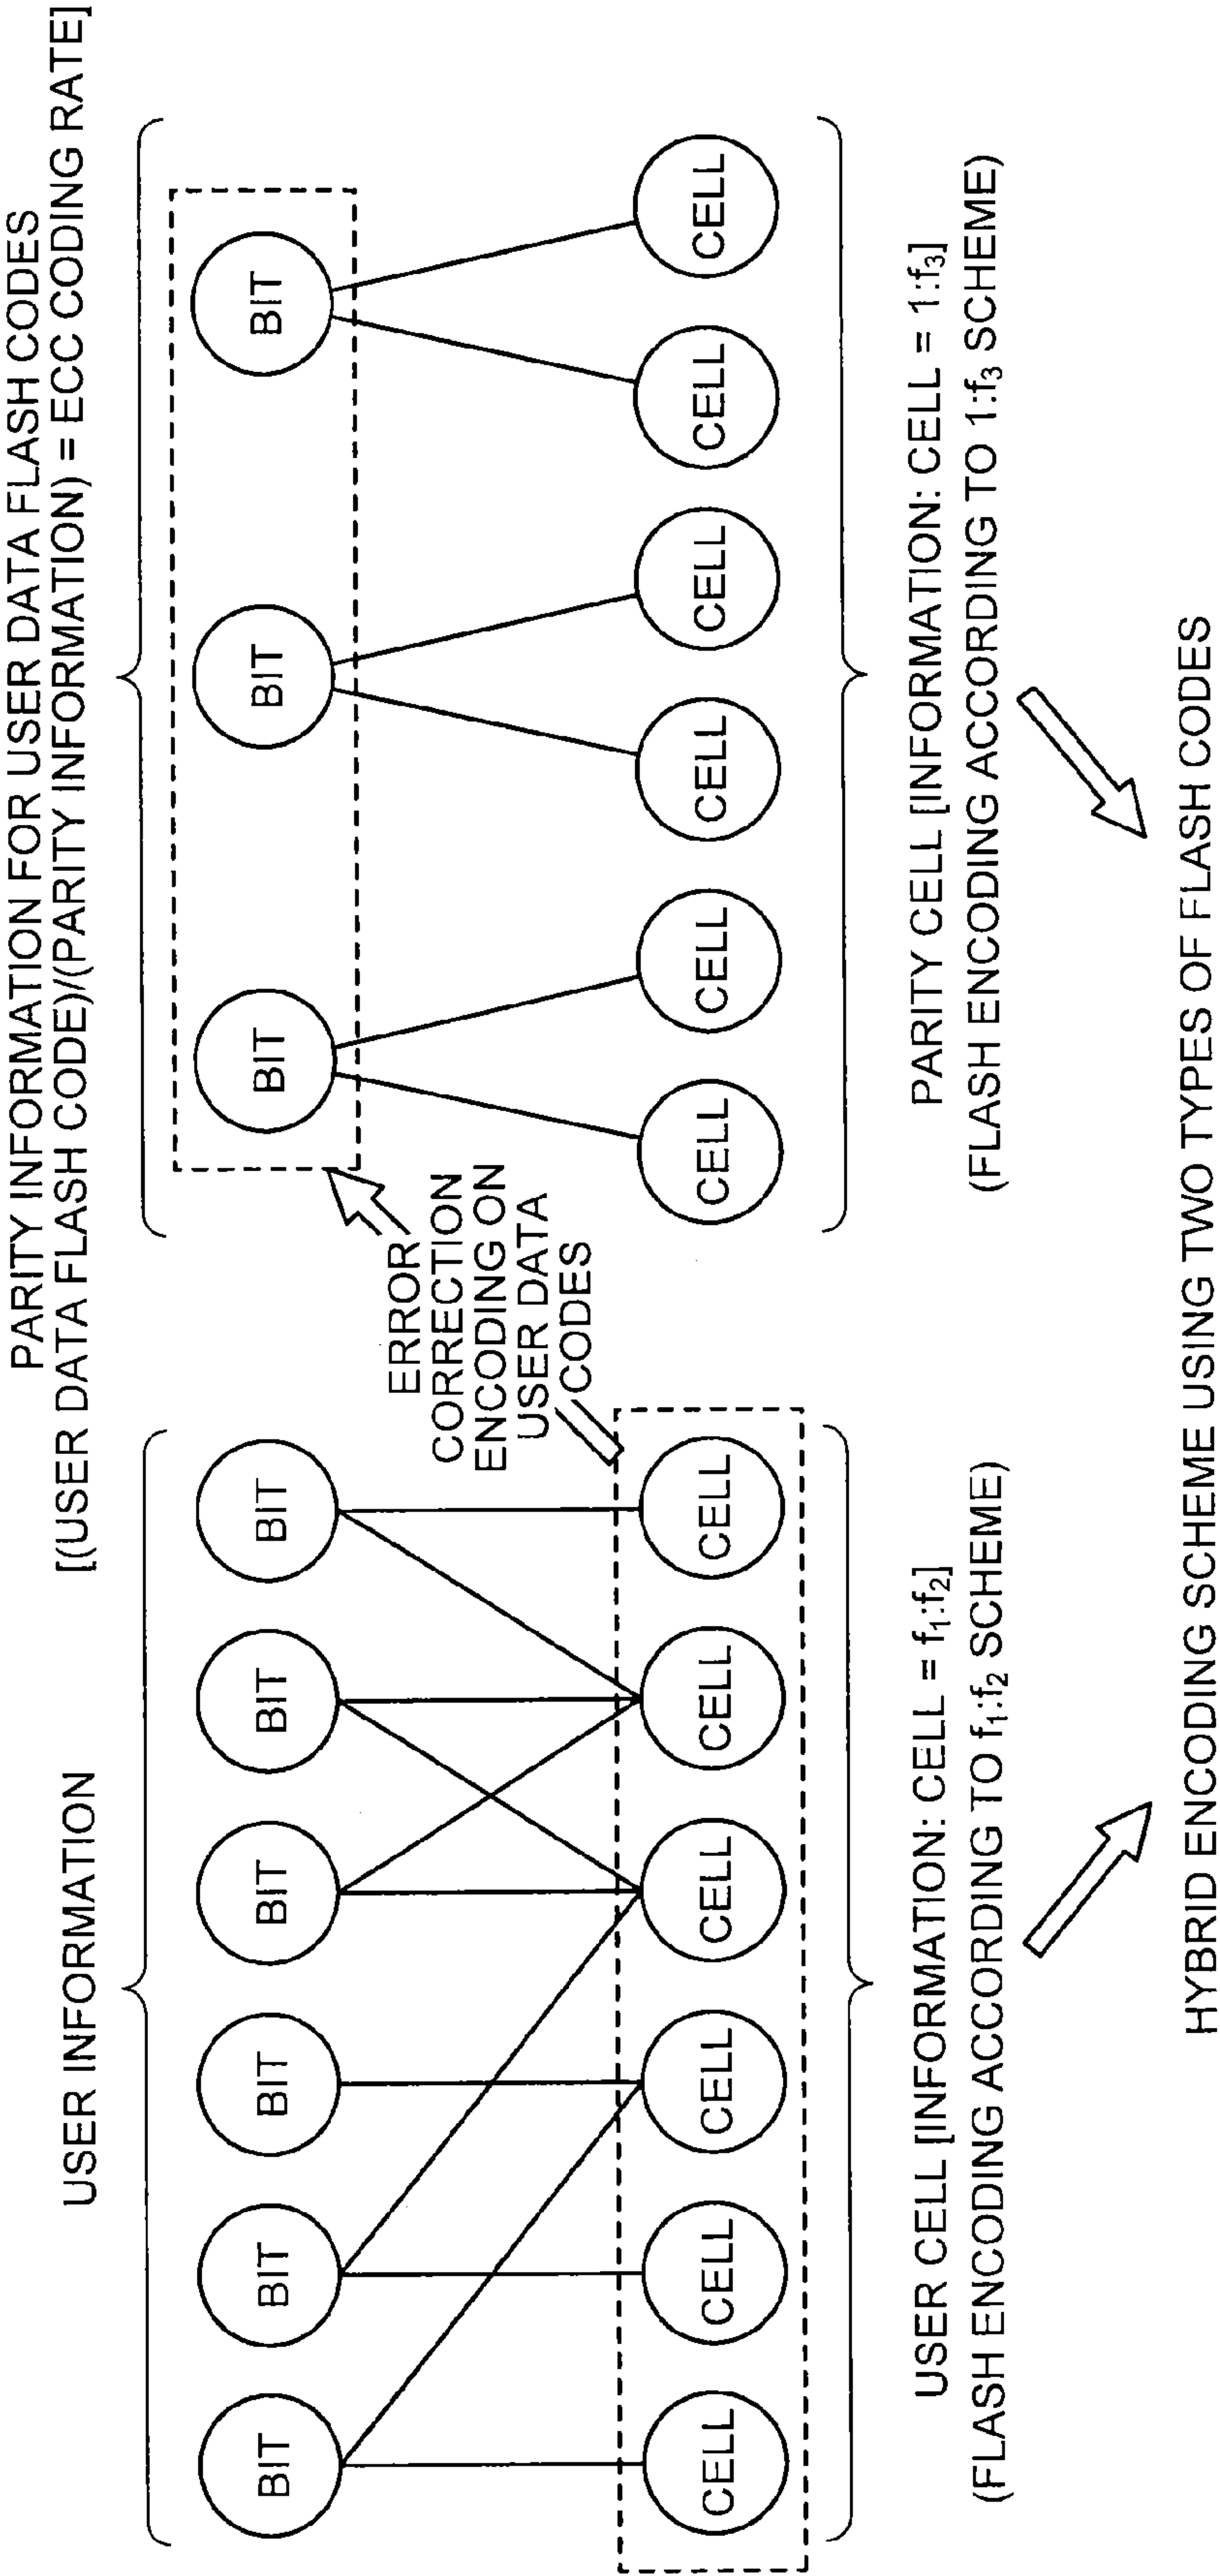 USER INFORMATION
PARITY INFORMATION FOR USER DATA FLASH CODES
[(USER DATA FLASH CODE)/(PARITY INFORMATION) = ECC CODING RATE]
BIT BIT BIT BIT BIT BIT
BIT BIT BIT
ERROR
CORRECTION
ENCODING ON
USER DATA
CODES
CELL CELL CELL CELL CELL CELL
CELL CELL CELL CELL CELL CELL
USER CELL [INFORMATION: CELL = f₁:f₂]
(FLASH ENCODING ACCORDING TO f₁:f₂ SCHEME)
PARITY CELL [INFORMATION: CELL = 1:f₃]
(FLASH ENCODING ACCORDING TO 1:f₃ SCHEME)
HYBRID ENCODING SCHEME USING TWO TYPES OF FLASH CODES